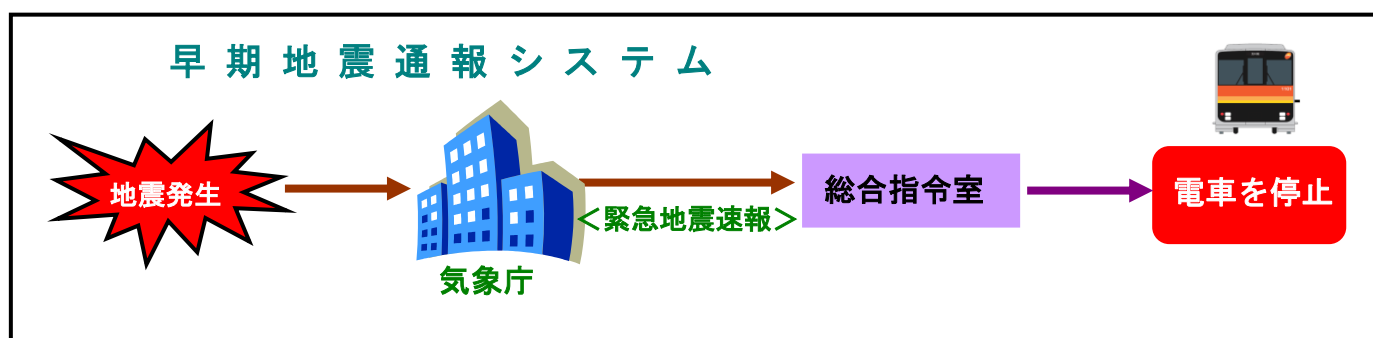 早期地震通報システム
地震発生
気象庁
＜緊急地震速報＞
総合指令室
電車を停止